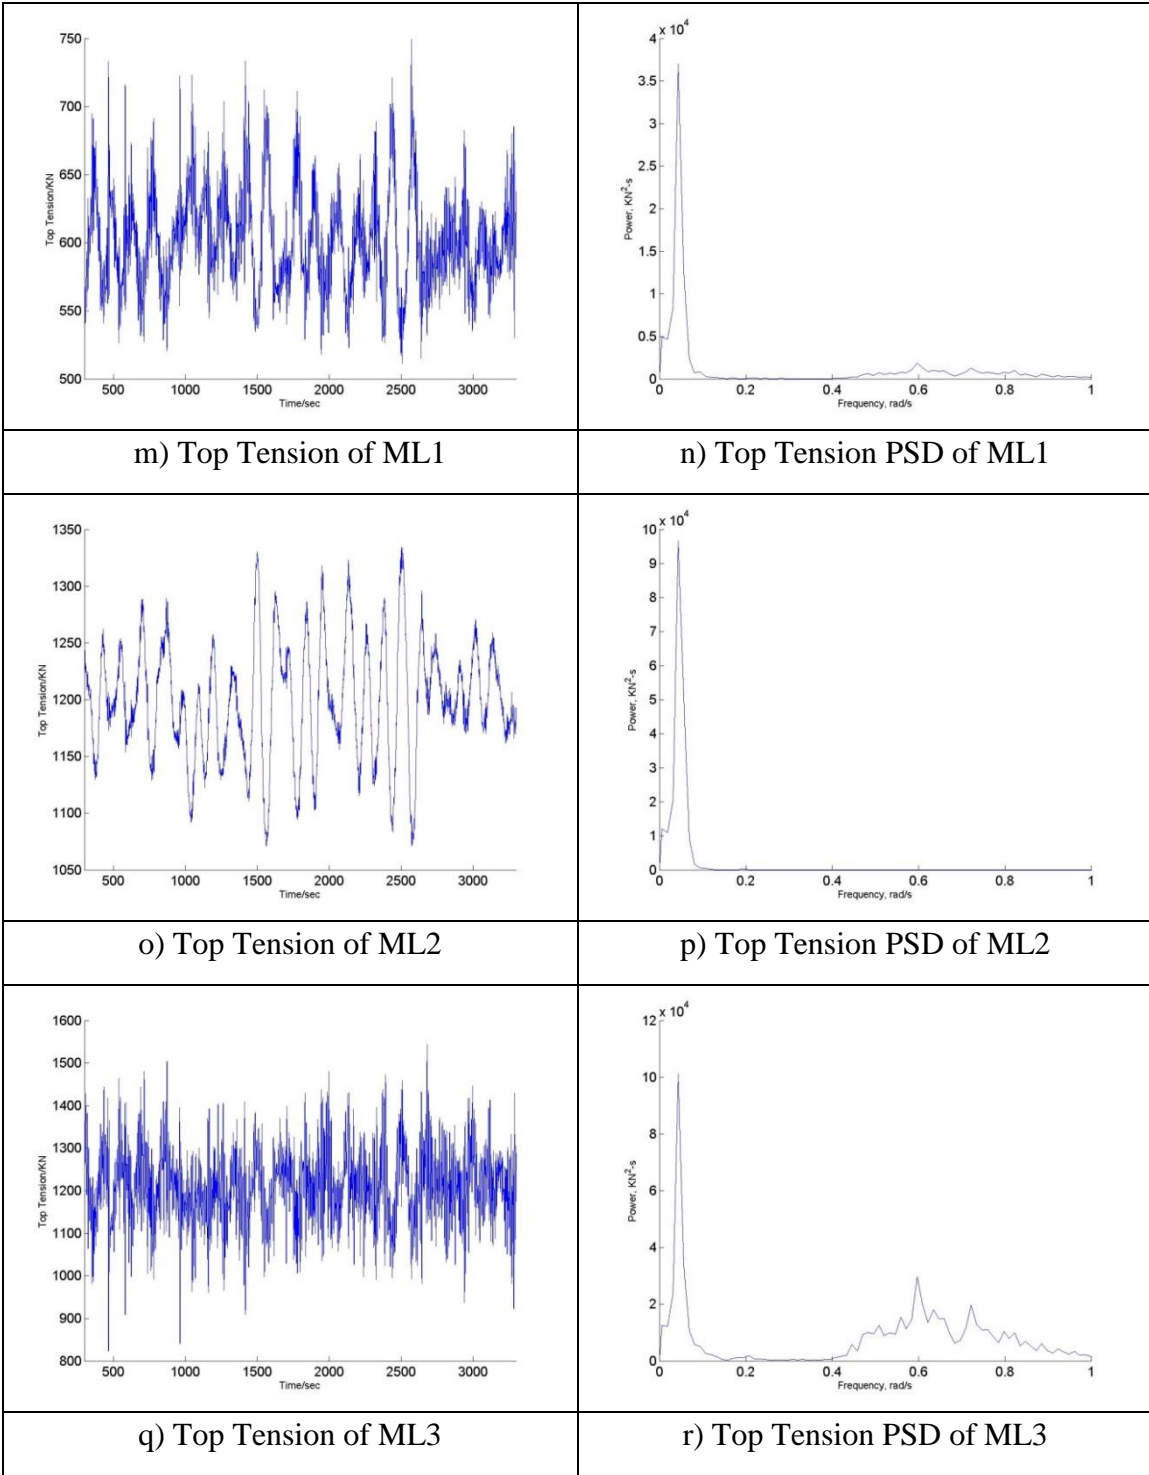 x 10^4
750
700
650
600
550
500
Top Tension/KN
500 1000 1500 2000 2500 3000
Time/sec
4
3.5
3
2.5
2
1.5
1
0.5
0
Power, KN^2-s
0 0.2 0.4 0.6 0.8 1
Frequency, rad/s
m) Top Tension of ML1
n) Top Tension PSD of ML1
1350
1300
1250
1200
1150
1100
1050
Top Tension/KN
500 1000 1500 2000 2500 3000
Time/sec
x 10^4
10
9
8
7
6
5
4
3
2
1
0
Power, KN^2-s
0 0.2 0.4 0.6 0.8 1
Frequency, rad/s
o) Top Tension of ML2
p) Top Tension PSD of ML2
1600
1500
1400
1300
1200
1100
1000
900
800
Top Tension/KN
500 1000 1500 2000 2500 3000
Time/sec
x 10^4
12
10
8
6
4
2
0
Power, KN^2-s
0 0.2 0.4 0.6 0.8 1
Frequency, rad/s
q) Top Tension of ML3
r) Top Tension PSD of ML3